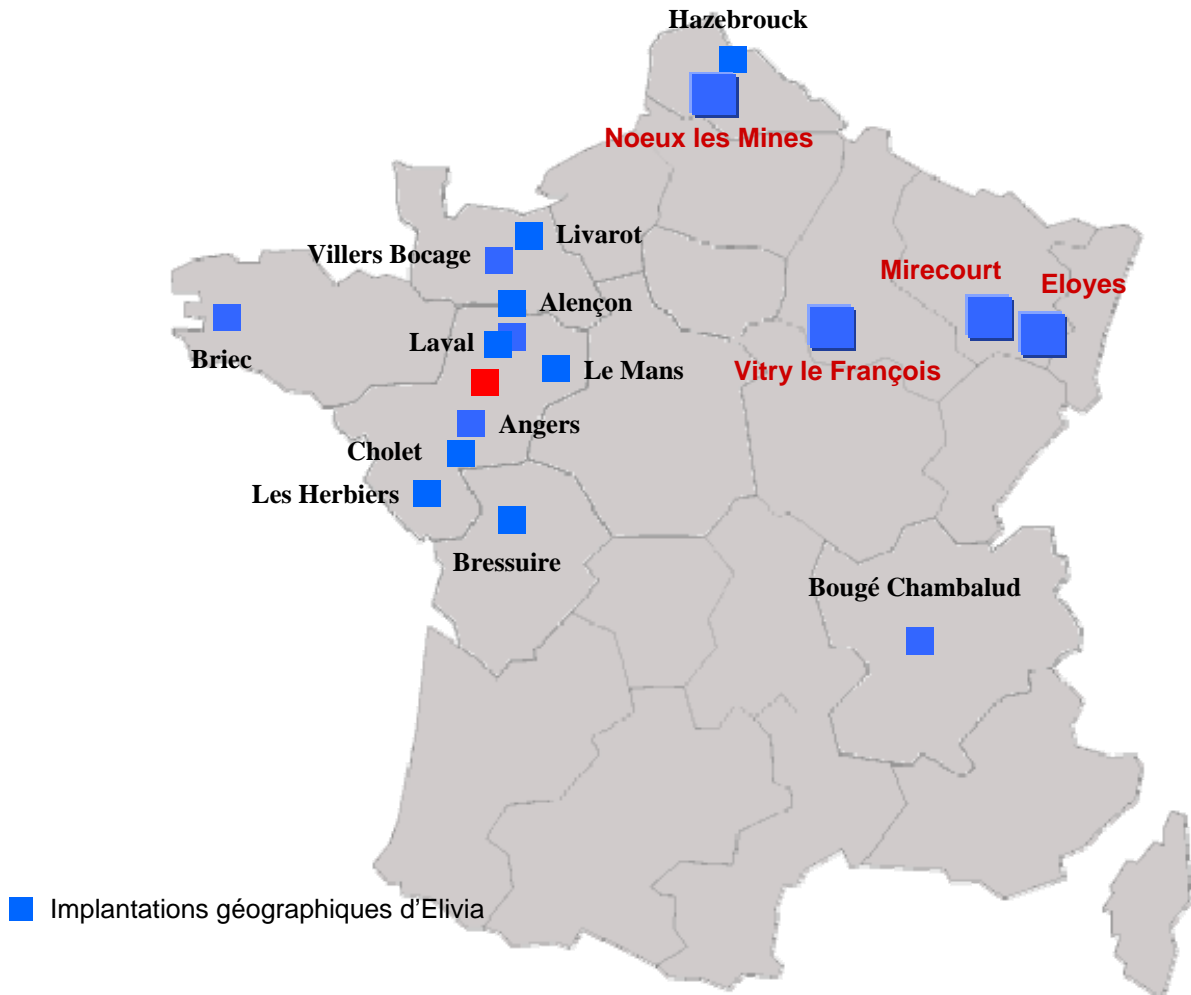 Hazebrouck
Noeux les Mines
Livarot
Villers Bocage
Mirecourt
Eloyes
Alençon
Laval
Briec
Le Mans
Vitry le François
Angers
Cholet
Les Herbiers
Bressuire
Bougé Chambalud
Implantations géographiques d’Elivia